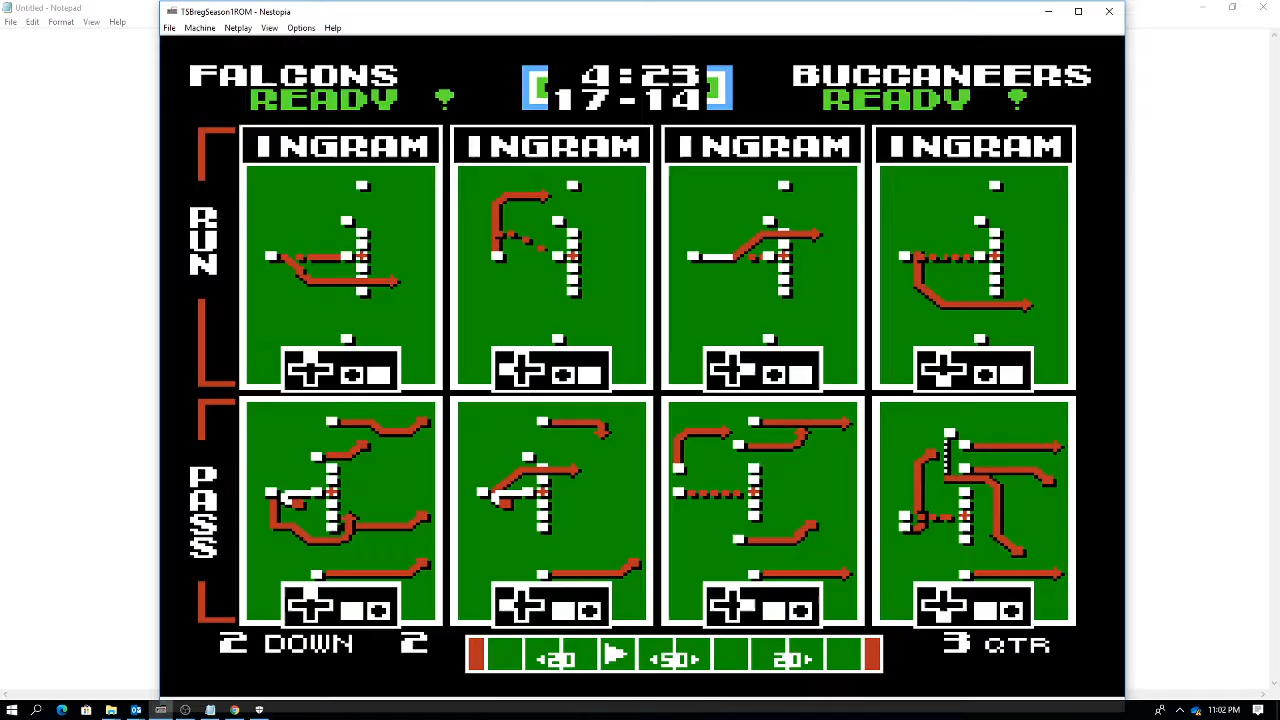 Untitled - Notepad
File Edit Format View Help
TSBregSeason1ROM - Nestopia
File Machine Netplay View Options Help
FALCONS 4:23 BUCCANEERS
READY ! 17-14 READY !
INGRAM INGRAM INGRAM INGRAM
RUN
PASS
2 DOWN 2 3 QTR
20 50 20
11:02 PM